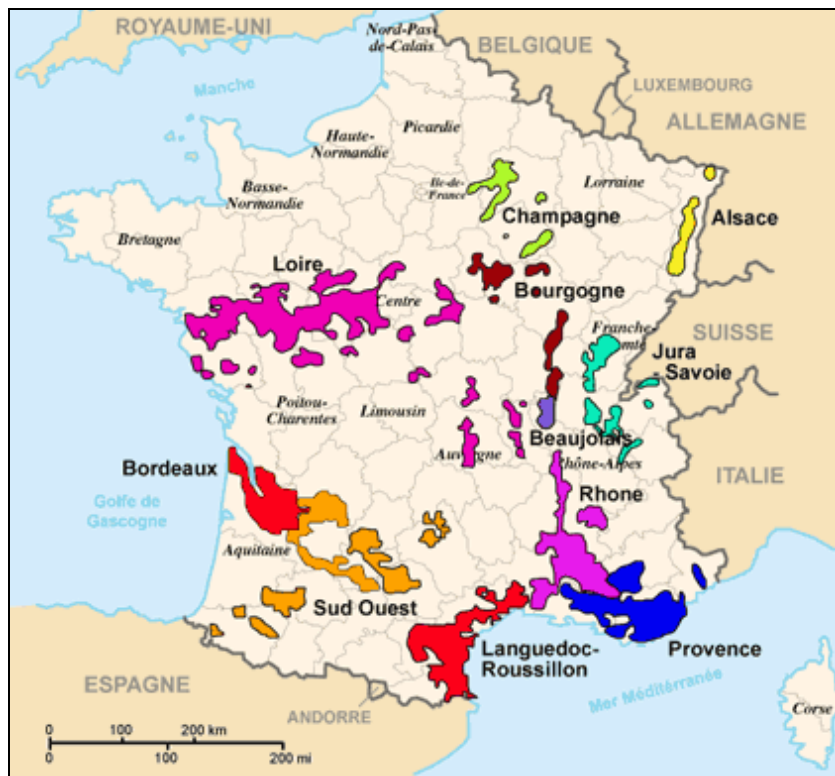 ROYAUME-UNI
Nord-Pas-
de-Calais
BELGIQUE
LUXEMBOURG
ALLEMAGNE
Manche
Haute-
Normandie
Picardie
Basse-
Normandie
Ile-de-
France
Lorraine
Champagne
Alsace
Bretagne
Loire
Centre
Bourgogne
Franche-
omté
SUISSE
Jura
Savoie
Poitou-
Charentes
Limousin
Beaujolais
Auvergne
Rhône-Alpes
Bordeaux
Rhone
ITALIE
Golfe de
Gascogne
Aquitaine
Sud Ouest
Languedoc-
Roussillon
Provence
ESPAGNE
ANDORRE
Mer Méditérranée
Corse
0 100 200 km
0 100 200 mi